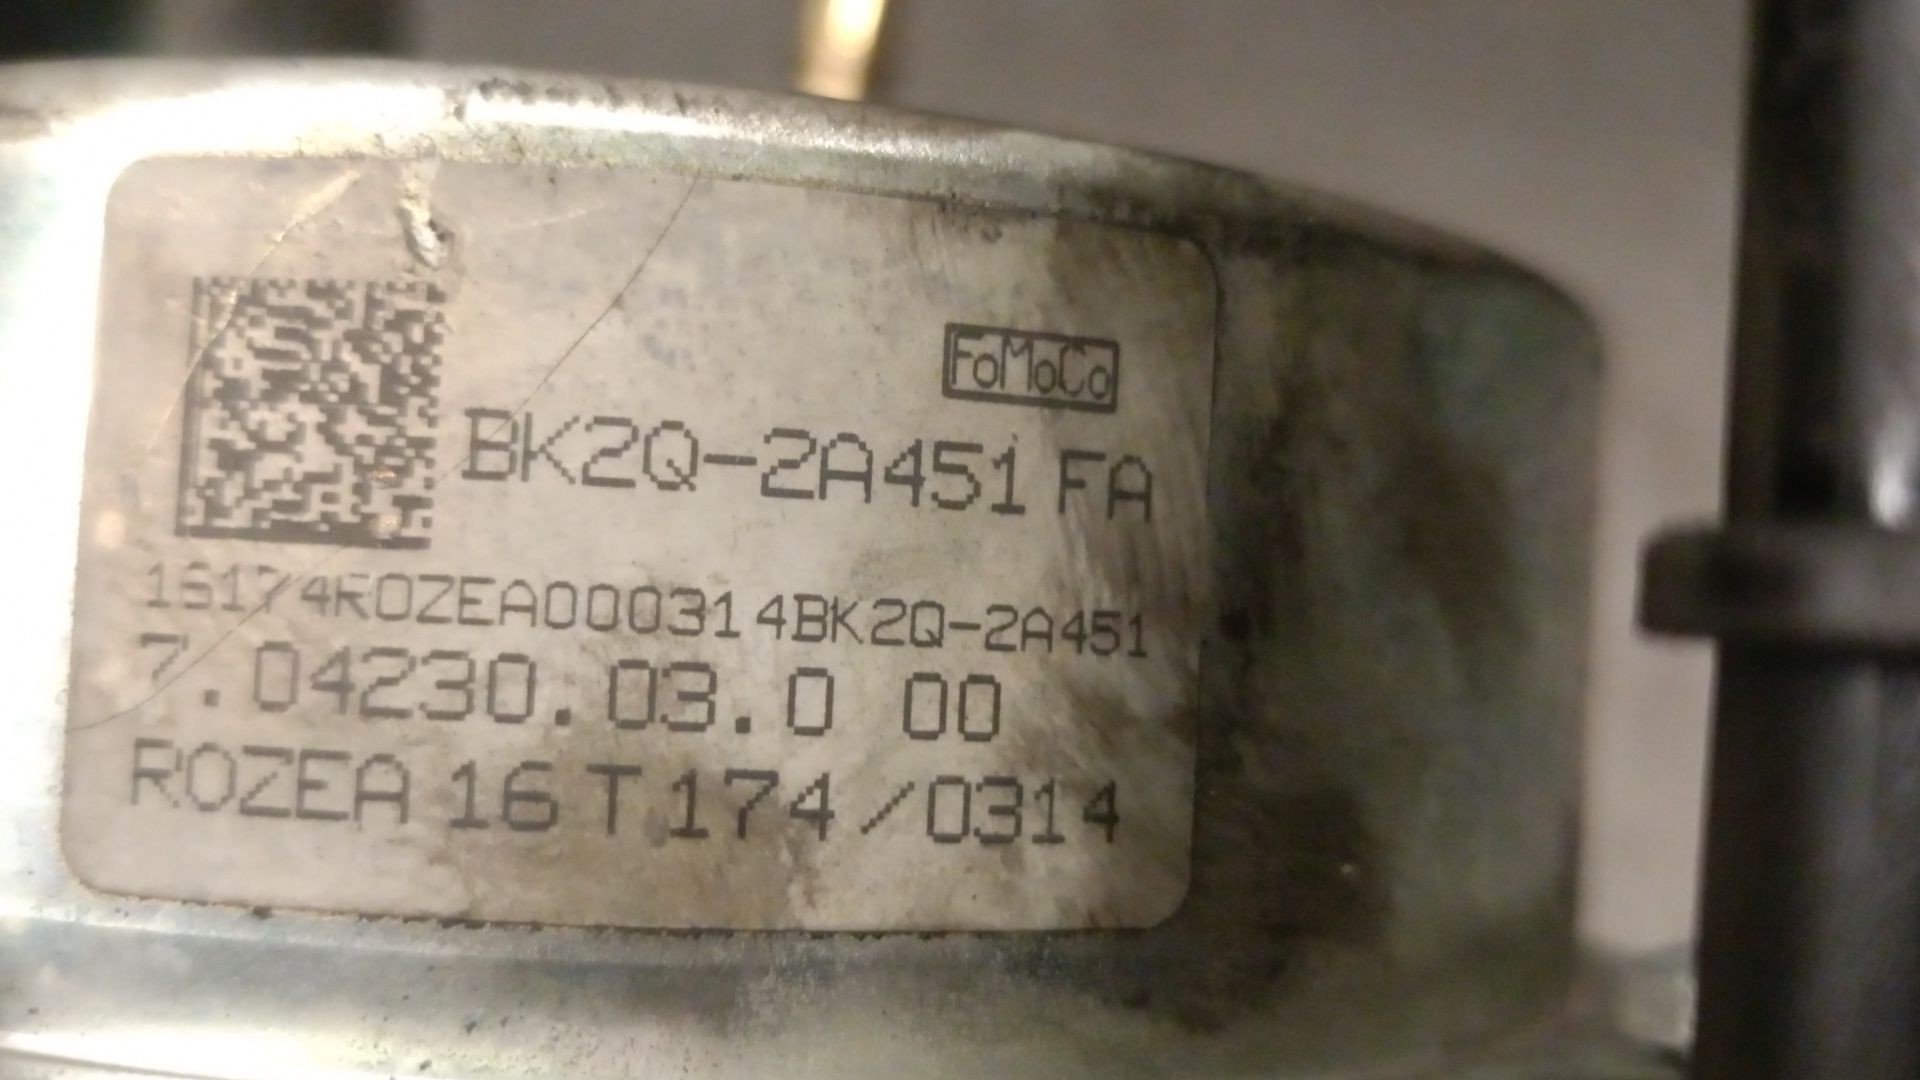 FoMoCo
BK2Q-2A451 FA
16174ROZEA000314BK2Q-2A451
7.04230.03.0 00
ROZEA 16 T 174/0314